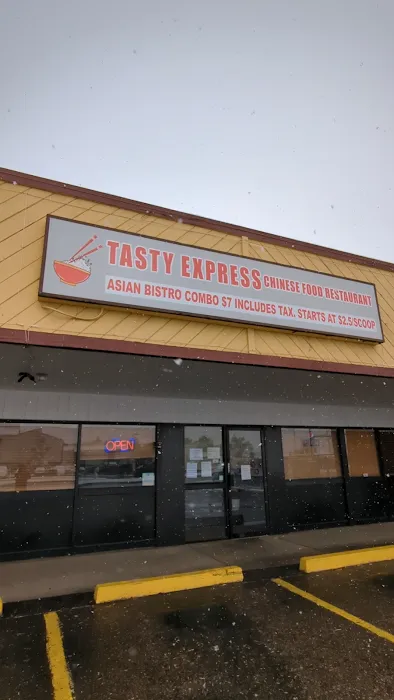 TASTY EXPRESS CHINESE FOOD RESTAURANT
ASIAN BISTRO COMBO $7 INCLUDES TAX. STARTS AT $2.5/SCOOP
OPEN